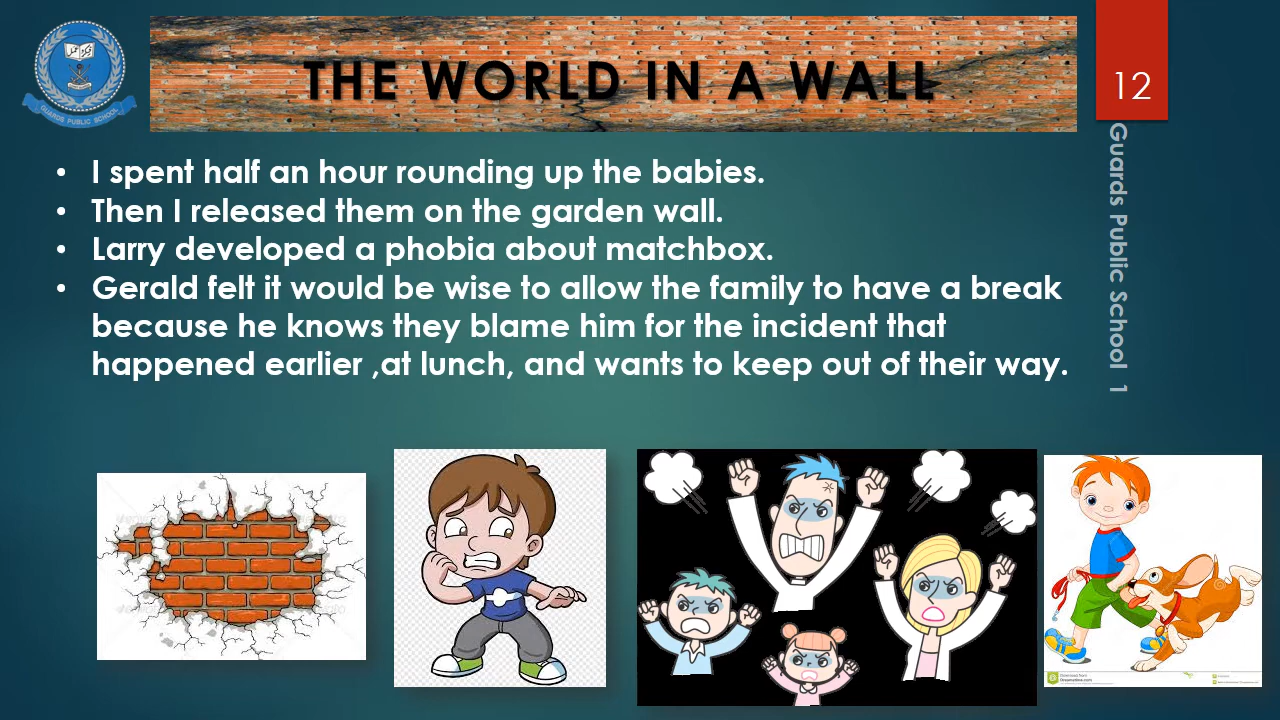 THE WORLD IN A WALL
12
GUARDS PUBLIC SCHOOL
Guards Public School 1
• I spent half an hour rounding up the babies.
• Then I released them on the garden wall.
• Larry developed a phobia about matchbox.
• Gerald felt it would be wise to allow the family to have a break
because he knows they blame him for the incident that
happened earlier ,at lunch, and wants to keep out of their way.